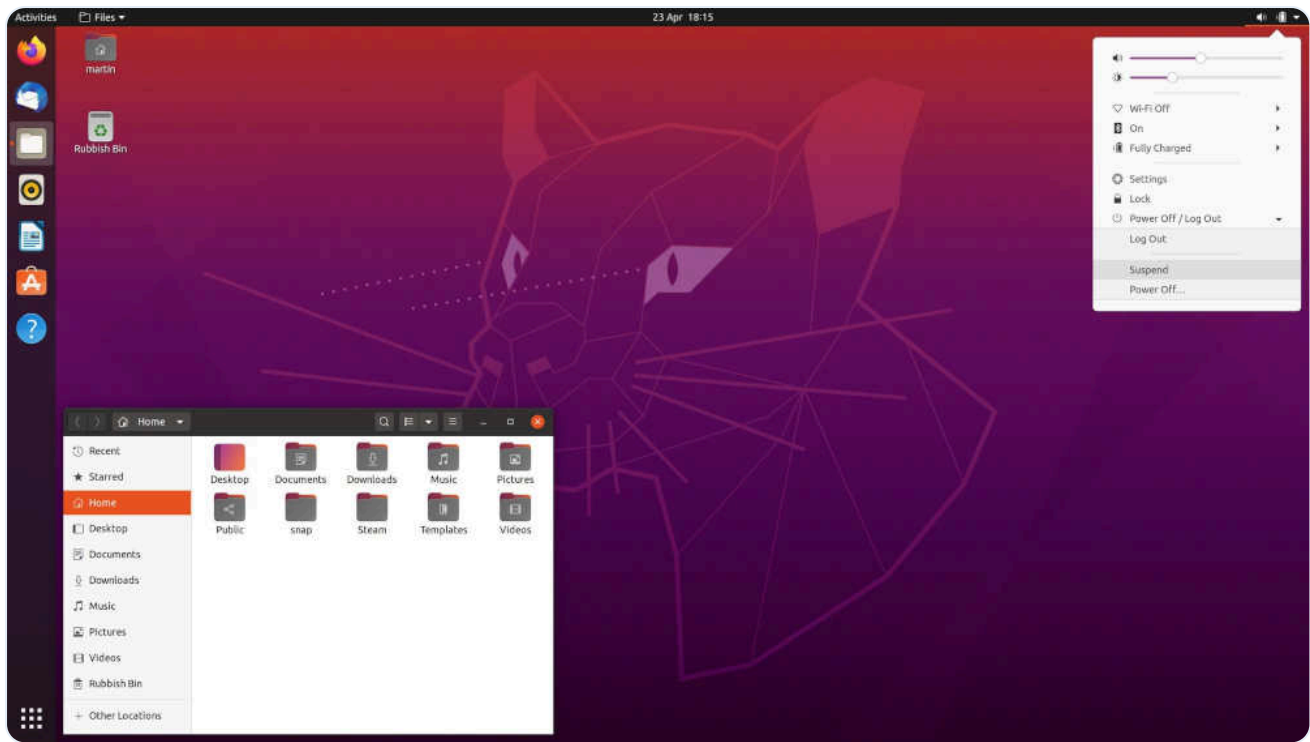 Activities Files 23 Apr 18:15
martin
Rubbish Bin
Wi-Fi Off
On
Fully Charged
Settings
Lock
Power Off / Log Out
Log Out
Suspend
Power Off...
Home
Recent
Starred
Home
Desktop
Documents
Downloads
Music
Pictures
Videos
Rubbish Bin
+ Other Locations
Desktop Documents Downloads Music Pictures
Public snap Steam Templates Videos